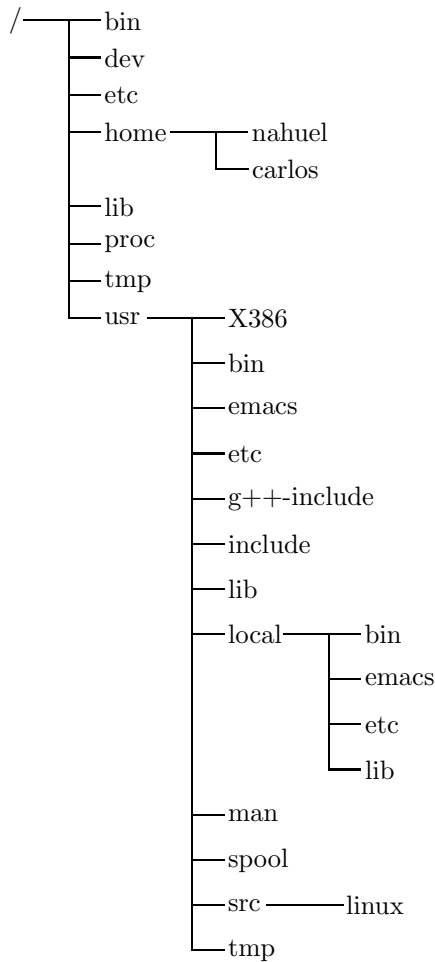 / bin
dev
etc
home nahuel
carlos
lib
proc
tmp
usr X386
bin
emacs
etc
g++-include
include
lib
local bin
emacs
etc
lib
man
spool
src linux
tmp